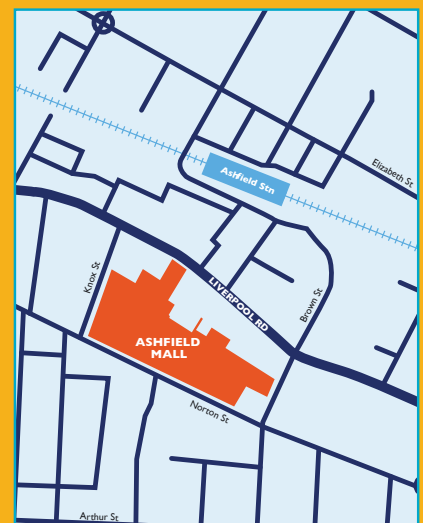 Elizabeth St
Ashfield Stn
Knox St
LIVERPOOL RD
Brown St
ASHFIELD
MALL
Norton St
Arthur St